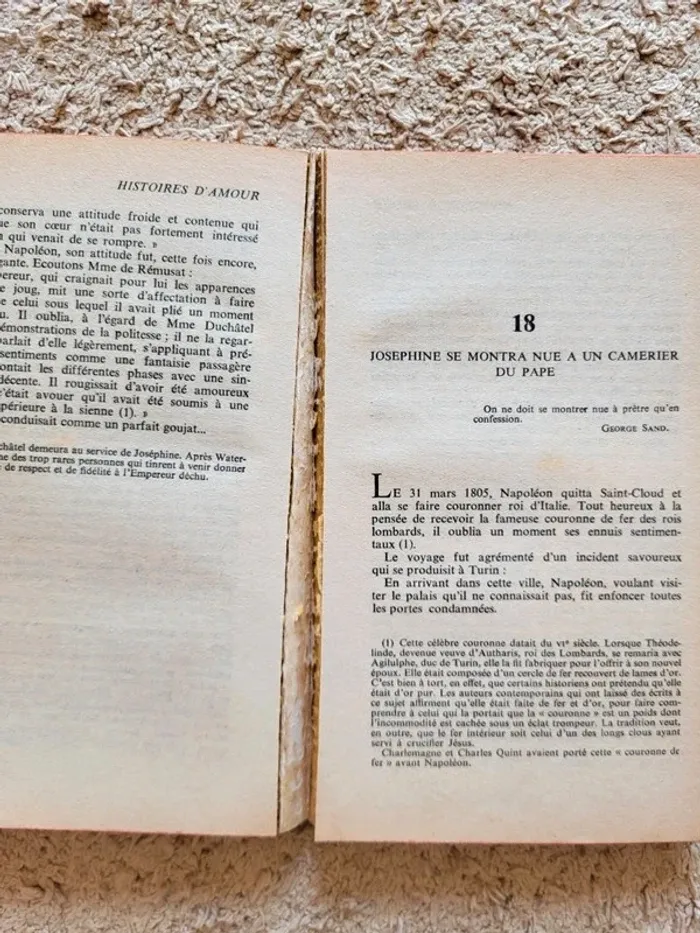 HISTOIRES D'AMOUR
conserva une attitude froide et contenue qui
que son cœur n'était pas fortement intéressé
qui venait de se rompre. »
Napoléon, son attitude fut, cette fois encore,
Ecoutons Mme de Rémusat :
qui craignait pour lui les apparences
joug, mit une sorte d'affectation à faire
celui sous lequel il avait plié un moment
Il oublia, à l'égard de Mme Duchâtel
démonstrations de la politesse ; il ne la regar-
parlait d'elle légèrement, s'appliquant à pré-
sentiments comme une fantaisie passagère
les différentes phases avec une sin-
décente. Il rougissait d'avoir été amoureux
c'était avouer qu'il avait été soumis à une
à la sienne (1). »
conduisait comme un parfait goujat...
demeura au service de Joséphine. Après Water-
des trop rares personnes qui tinrent à venir donner
de respect et de fidélité à l'Empereur déchu.
18
JOSEPHINE SE MONTRA NUE A UN CAMERIER
DU PAPE
On ne doit se montrer nue à prêtre qu'en
confession.
GEORGE SAND.
LE 31 mars 1805, Napoléon quitta Saint-Cloud et
alla se faire couronner roi d'Italie. Tout heureux à la
pensée de recevoir la fameuse couronne de fer des rois
lombards, il oublia un moment ses ennuis sentimen-
taux (1).
Le voyage fut agrémenté d'un incident savoureux
qui se produisit à Turin :
En arrivant dans cette ville, Napoléon, voulant visi-
ter le palais qu'il ne connaissait pas, fit enfoncer toutes
les portes condamnées.
(1) Cette célèbre couronne datait du VIe siècle. Lorsque Théode-
linde, devenue veuve d'Autharis, roi des Lombards, se remaria avec
Agilulphe, duc de Turin, elle la fit fabriquer pour l'offrir à son nouvel
époux. Elle était composée d'un cercle de fer recouvert de lames d'or.
C'est bien à tort, en effet, que certains historiens ont prétendu qu'elle
était d'or pur. Les auteurs contemporains qui ont laissé des écrits à
ce sujet affirment qu'elle était faite de fer et d'or, pour faire com-
prendre à celui qui la portait que la « couronne » est un poids dont
l'incommodité est cachée sous un éclat trompeur. La tradition veut,
en outre, que le fer intérieur soit celui d'un des longs clous ayant
servi à crucifier Jésus.
Charlemagne et Charles Quint avaient porté cette « couronne de
fer » avant Napoléon.